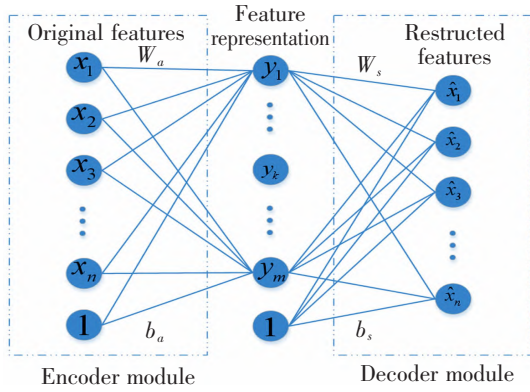 Feature
representation
Original features
Restructed
features
W_a
W_s
x_1
x_2
x_3
x_n
1
b_a
y_1
y_k
y_m
1
b_s
x̂_1
x̂_2
x̂_3
x̂_n
Encoder module
Decoder module